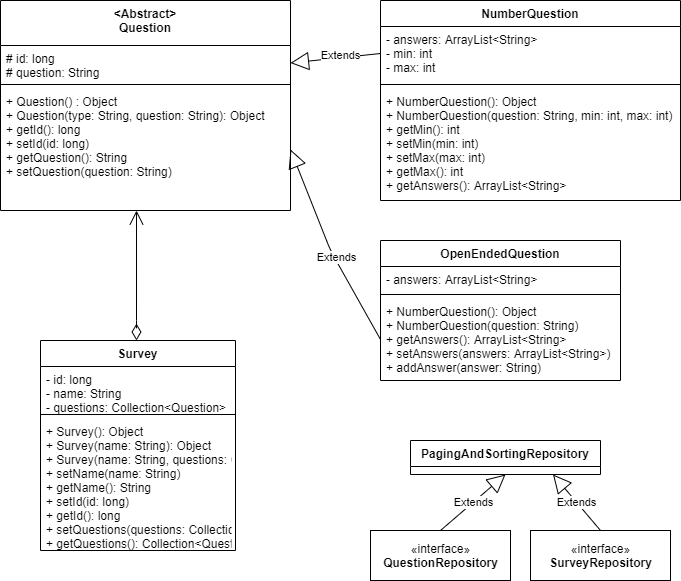 <Abstract>
Question
# id: long
# question: String
+ Question() : Object
+ Question(type: String, question: String): Object
+ getId(): long
+ setId(id: long)
+ getQuestion(): String
+ setQuestion(question: String)
Extends
NumberQuestion
- answers: ArrayList<String>
- min: int
- max: int
+ NumberQuestion(): Object
+ NumberQuestion(question: String, min: int, max: int)
+ getMin(): int
+ setMin(min: int)
+ setMax(max: int)
+ getMax(): int
+ getAnswers(): ArrayList<String>
Extends
OpenEndedQuestion
- answers: ArrayList<String>
+ NumberQuestion(): Object
+ NumberQuestion(question: String)
+ getAnswers(): ArrayList<String>
+ setAnswers(answers: ArrayList<String>)
+ addAnswer(answer: String)
Survey
- id: long
- name: String
- questions: Collection<Question>
+ Survey(): Object
+ Survey(name: String): Object
+ Survey(name: String, questions:
+ setName(name: String)
+ getName(): String
+ setId(id: long)
+ getId(): long
+ setQuestions(questions: Collectio
+ getQuestions(): Collection<Quest
PagingAndSortingRepository
Extends
Extends
«interface»
QuestionRepository
«interface»
SurveyRepository